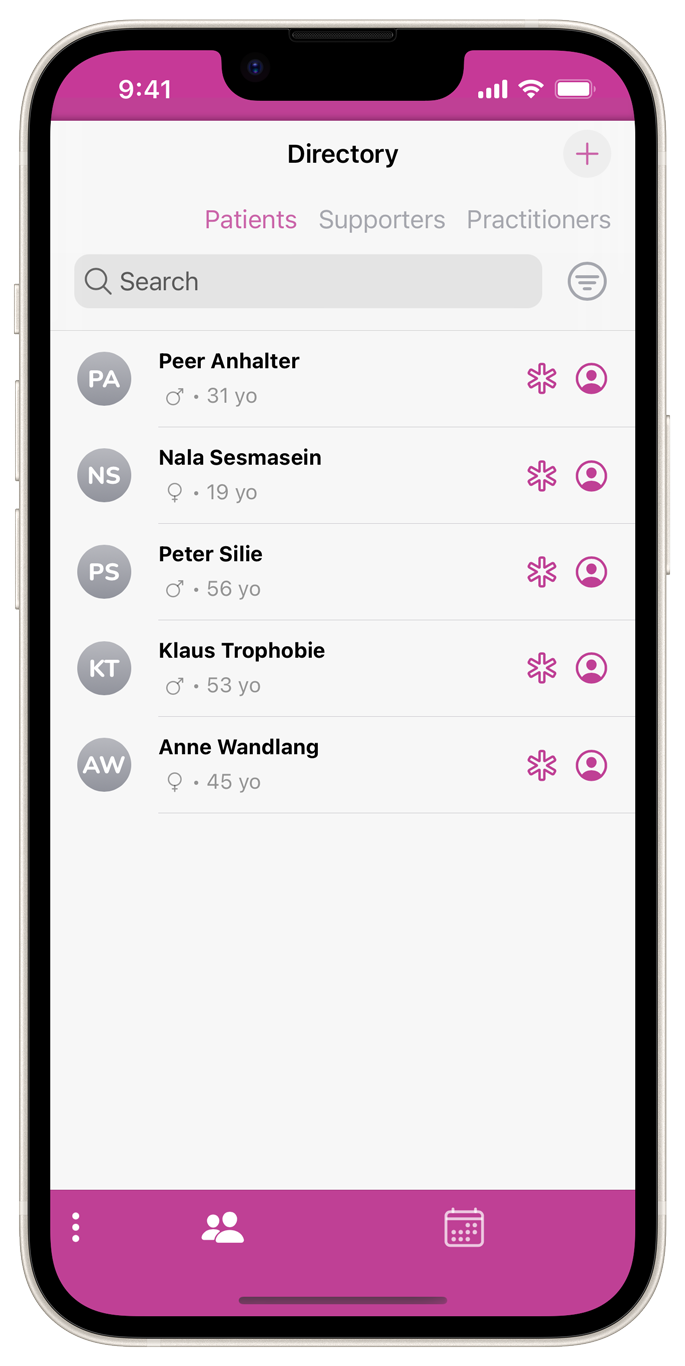 9:41
Directory
Patients Supporters Practitioners
Search
PA
Peer Anhalter
♂ • 31 yo
NS
Nala Sesmasein
♀ • 19 yo
PS
Peter Silie
♂ • 56 yo
KT
Klaus Trophobie
♂ • 53 yo
AW
Anne Wandlang
♀ • 45 yo